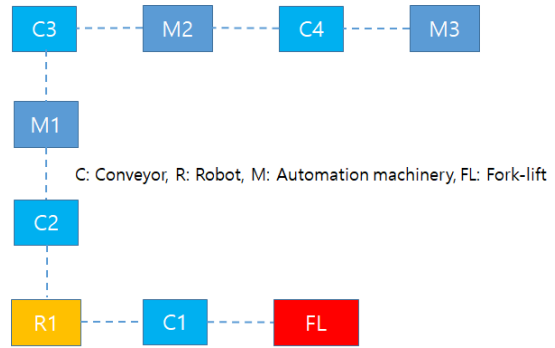 C3 M2 C4 M3
M1
C: Conveyor, R: Robot, M: Automation machinery, FL: Fork-lift
C2
R1 C1 FL